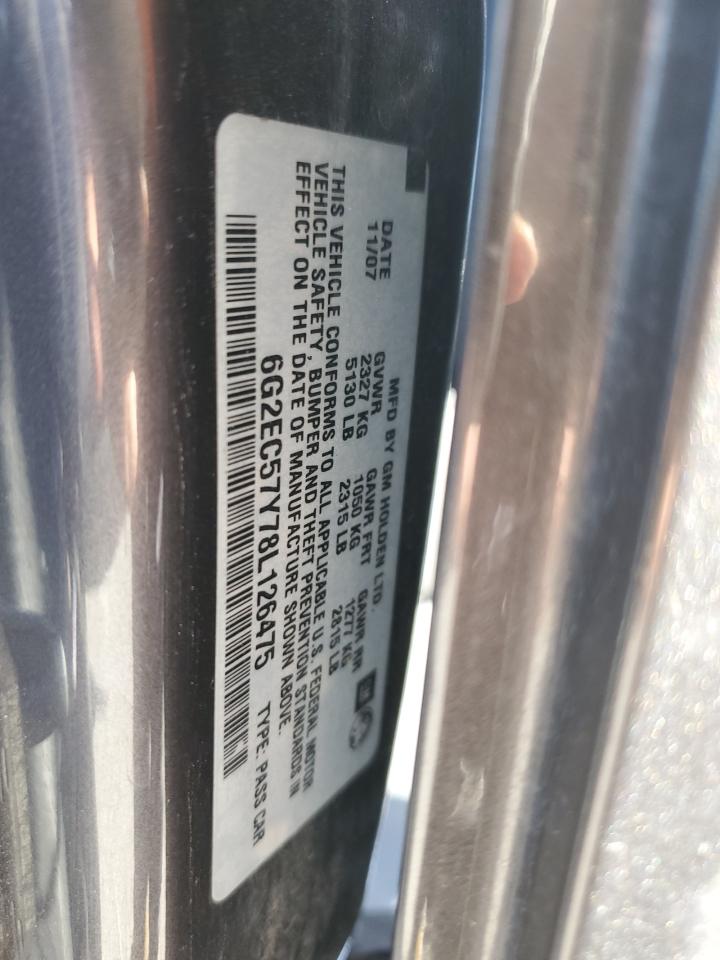 MFD BY GM HOLDEN LTD.
DATE GVWR GAWR FRT GAWR RR
11/07 2327 KG 1050 KG 1277 KG
5130 LB 2315 LB 2815 LB
THIS VEHICLE CONFORMS TO ALL APPLICABLE U.S. FEDERAL MOTOR
VEHICLE SAFETY, BUMPER AND THEFT PREVENTION STANDARDS IN
EFFECT ON THE DATE OF MANUFACTURE SHOWN ABOVE.
6G2EC57Y78L126475 TYPE: PASS CAR
GM